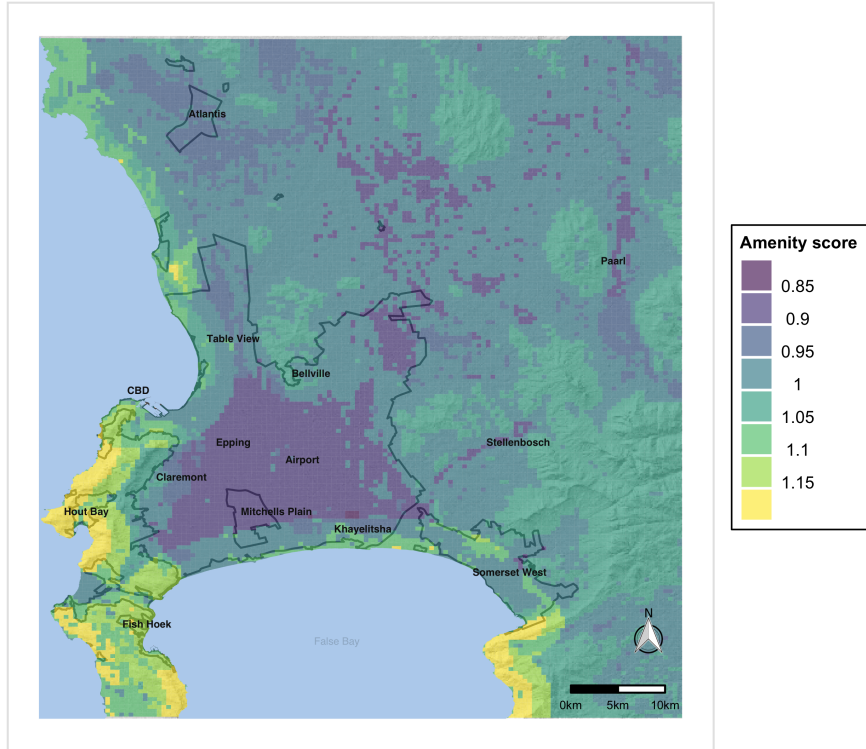 Atlantis
Paarl
Table View
Bellville
CBD
Epping
Stellenbosch
Airport
Claremont
Hout Bay
Mitchells Plain
Khayelitsha
Somerset West
Fish Hoek
False Bay
N
0km 5km 10km
Amenity score
0.85
0.9
0.95
1
1.05
1.1
1.15